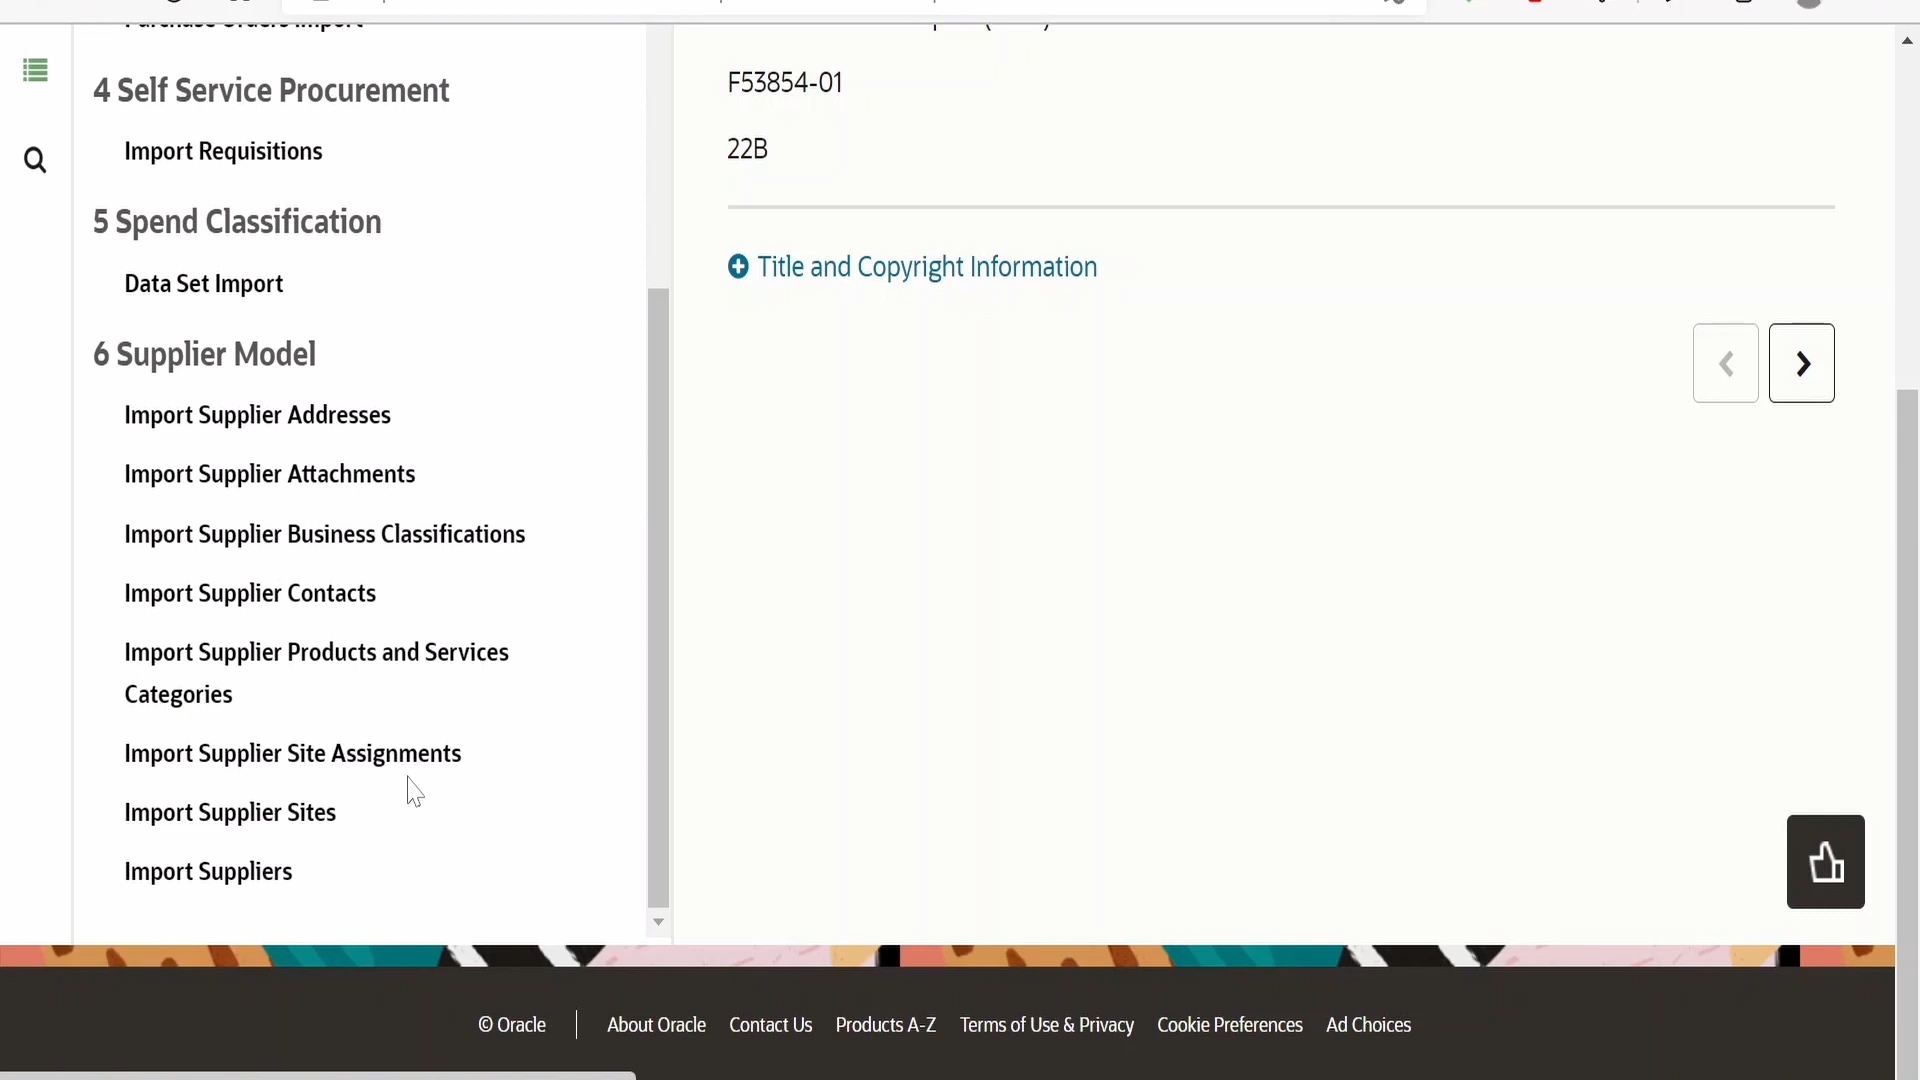 Purchase Orders Import
4 Self Service Procurement
Import Requisitions
5 Spend Classification
Data Set Import
6 Supplier Model
Import Supplier Addresses
Import Supplier Attachments
Import Supplier Business Classifications
Import Supplier Contacts
Import Supplier Products and Services
Categories
Import Supplier Site Assignments
Import Supplier Sites
Import Suppliers
F53854-01
22B
Title and Copyright Information
© Oracle
About Oracle
Contact Us
Products A-Z
Terms of Use & Privacy
Cookie Preferences
Ad Choices